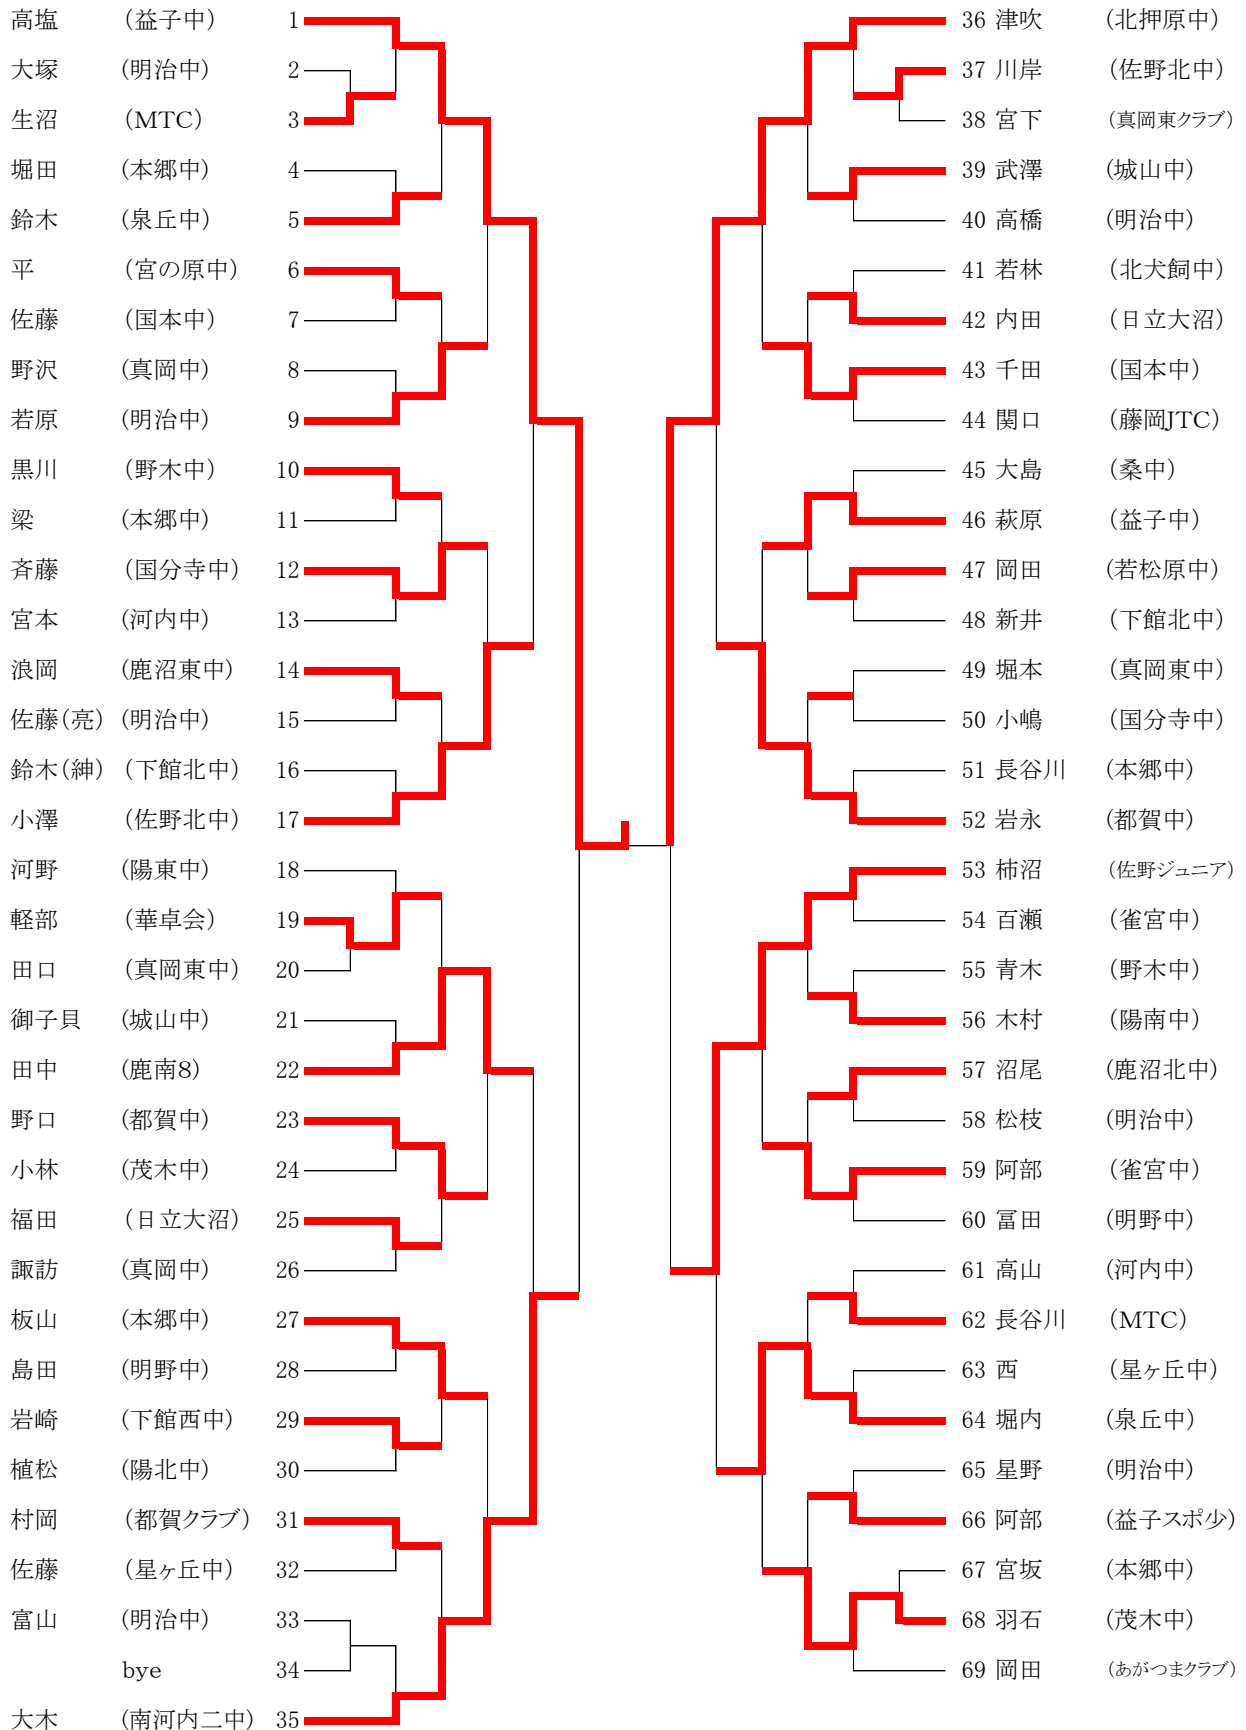 高塩 (益子中) 1
大塚 (明治中) 2
生沼 (MTC) 3
堀田 (本郷中) 4
鈴木 (泉丘中) 5
平 (宮の原中) 6
佐藤 (国本中) 7
野沢 (真岡中) 8
若原 (明治中) 9
黒川 (野木中) 10
梁 (本郷中) 11
斉藤 (国分寺中) 12
宮本 (河内中) 13
浪岡 (鹿沼東中) 14
佐藤(亮) (明治中) 15
鈴木(紳) (下館北中) 16
小澤 (佐野北中) 17
河野 (陽東中) 18
軽部 (華卓会) 19
田口 (真岡東中) 20
御子貝 (城山中) 21
田中 (鹿南8) 22
野口 (都賀中) 23
小林 (茂木中) 24
福田 (日立大沼) 25
諏訪 (真岡中) 26
板山 (本郷中) 27
島田 (明野中) 28
岩崎 (下館西中) 29
植松 (陽北中) 30
村岡 (都賀クラブ) 31
佐藤 (星ヶ丘中) 32
富山 (明治中) 33
bye 34
大木 (南河内二中) 35
36 津吹 (北押原中)
37 川岸 (佐野北中)
38 宮下 (真岡東クラブ)
39 武澤 (城山中)
40 高橋 (明治中)
41 若林 (北犬飼中)
42 内田 (日立大沼)
43 千田 (国本中)
44 関口 (藤岡JTC)
45 大島 (桑中)
46 萩原 (益子中)
47 岡田 (若松原中)
48 新井 (下館北中)
49 堀本 (真岡東中)
50 小嶋 (国分寺中)
51 長谷川 (本郷中)
52 岩永 (都賀中)
53 柿沼 (佐野ジュニア)
54 百瀬 (雀宮中)
55 青木 (野木中)
56 木村 (陽南中)
57 沼尾 (鹿沼北中)
58 松枝 (明治中)
59 阿部 (雀宮中)
60 冨田 (明野中)
61 高山 (河内中)
62 長谷川 (MTC)
63 西 (星ヶ丘中)
64 堀内 (泉丘中)
65 星野 (明治中)
66 阿部 (益子スポ少)
67 宮坂 (本郷中)
68 羽石 (茂木中)
69 岡田 (あがつまクラブ)